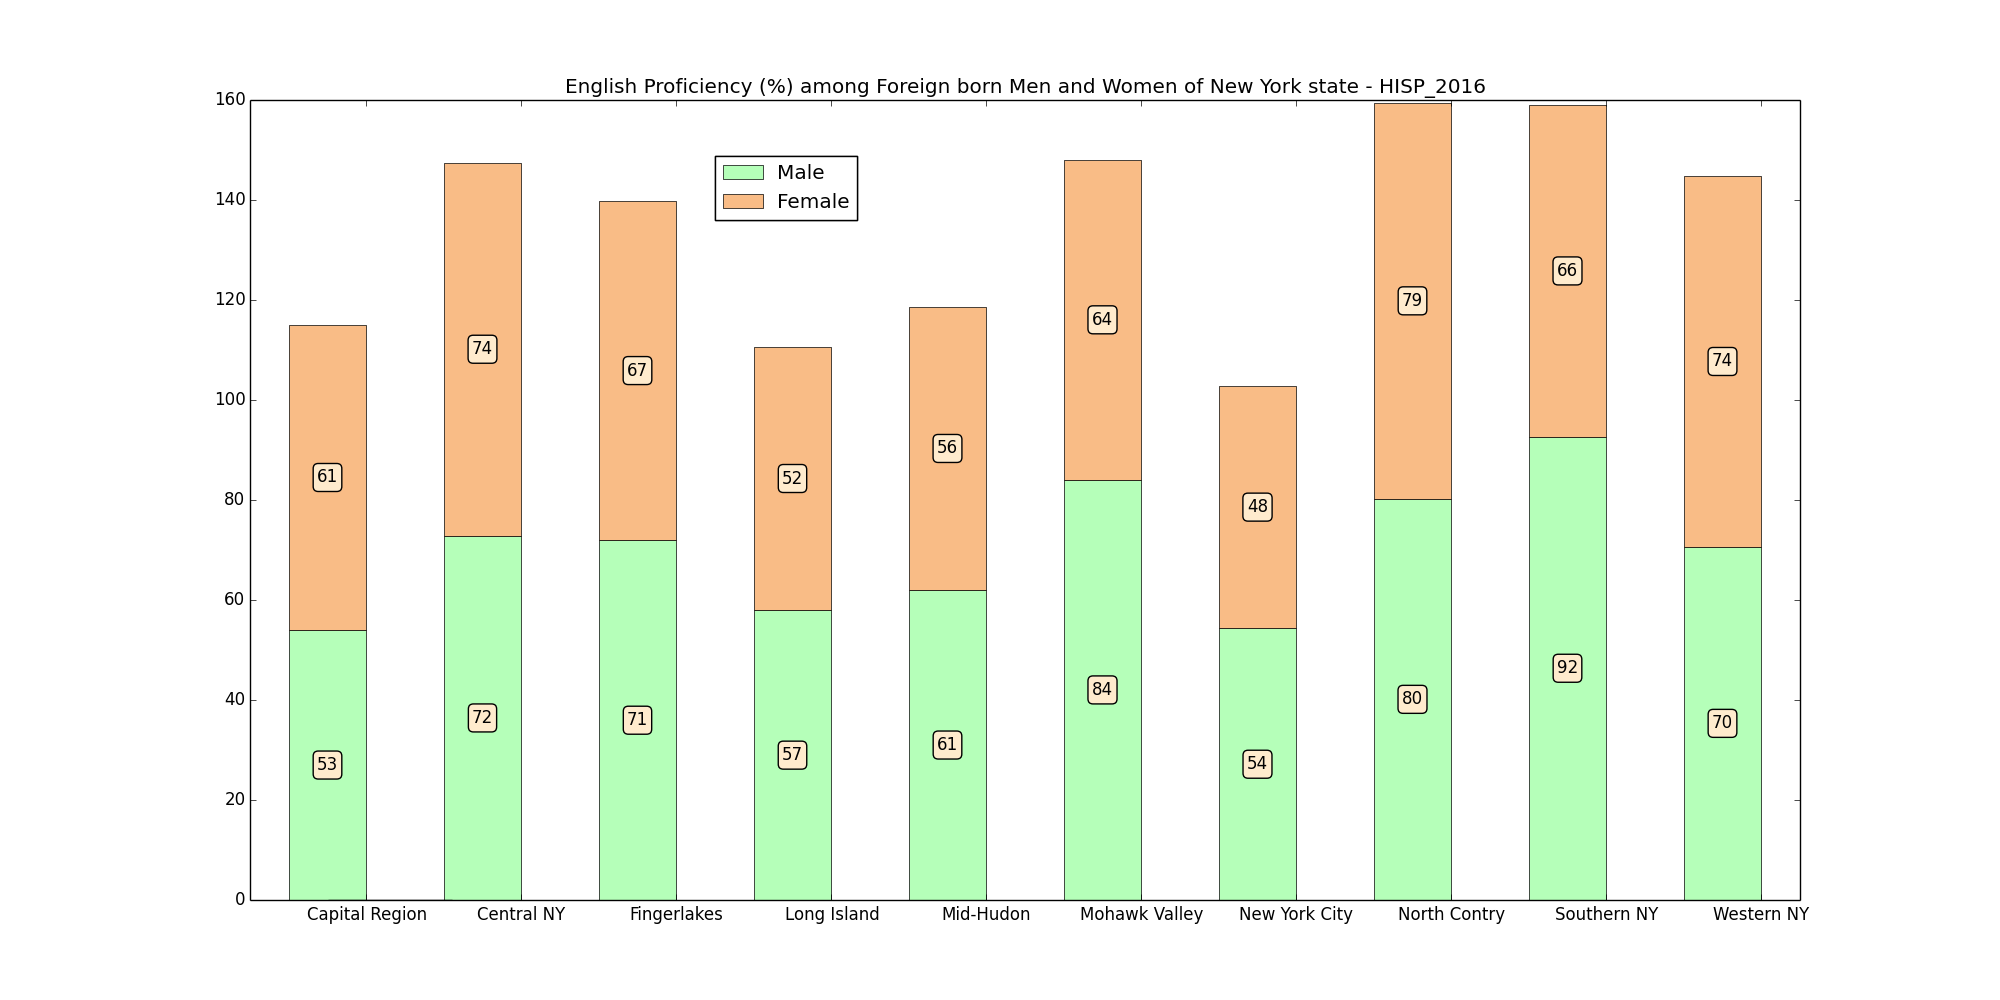 English Proficiency (%) among Foreign born Men and Women of New York state - HISP_2016
160
140
120
100
80
60
40
20
0
Male
Female
61 74 67 52 56 64 48 79 66 74
53 72 71 57 61 84 54 80 92 70
Capital Region Central NY Fingerlakes Long Island Mid-Hudon Mohawk Valley New York City North Contry Southern NY Western NY